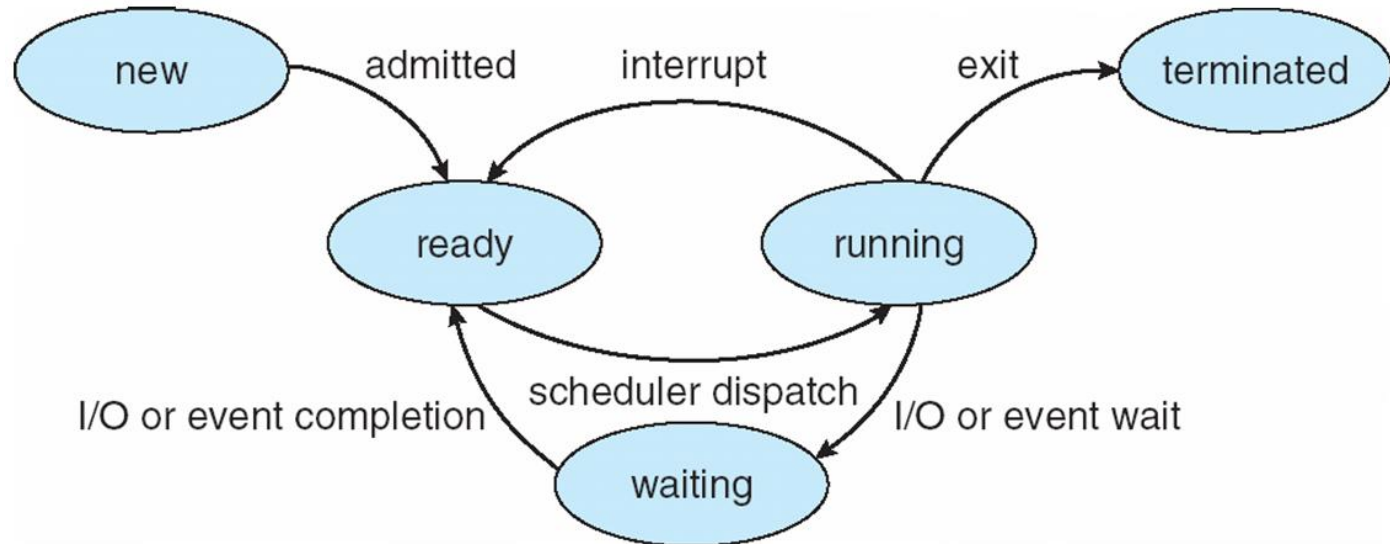 new
admitted
interrupt
exit
terminated
ready
running
scheduler dispatch
I/O or event completion
I/O or event wait
waiting